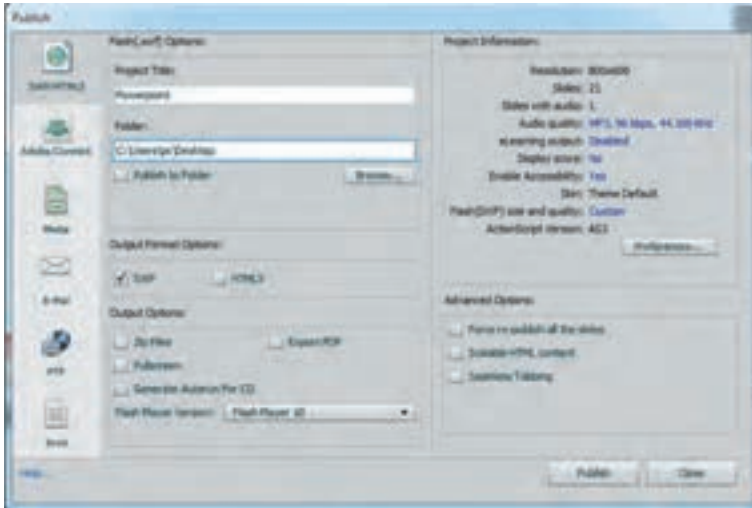 Publish
SWF/HTML5
Adobe Connect
Media
E-Mail
FTP
Print
Flash(.swf) Options:
Project Title:
Powerpoint
Folder:
Publish to Folder
Browse...
Output Format Options:
SWF
HTML5
Output Options:
Zip Files
Export PDF
Fullscreen
Generate Autorun For CD
Flash Player Version: Flash Player 10
Project Information:
Resolution: 800x600
Slides: 21
Slides with audio: 1
Audio quality: MP3, 96 kbps, 44.100 kHz
eLearning output: Disabled
Display score: No
Enable Accessibility: Yes
Skin: Theme Default
Flash(SWF) size and quality: Custom
ActionScript Version: AS3
Preferences...
Advanced Options:
Force re-publish all the slides
Scalable HTML content
Seamless Tabbing
Help...
Publish
Close